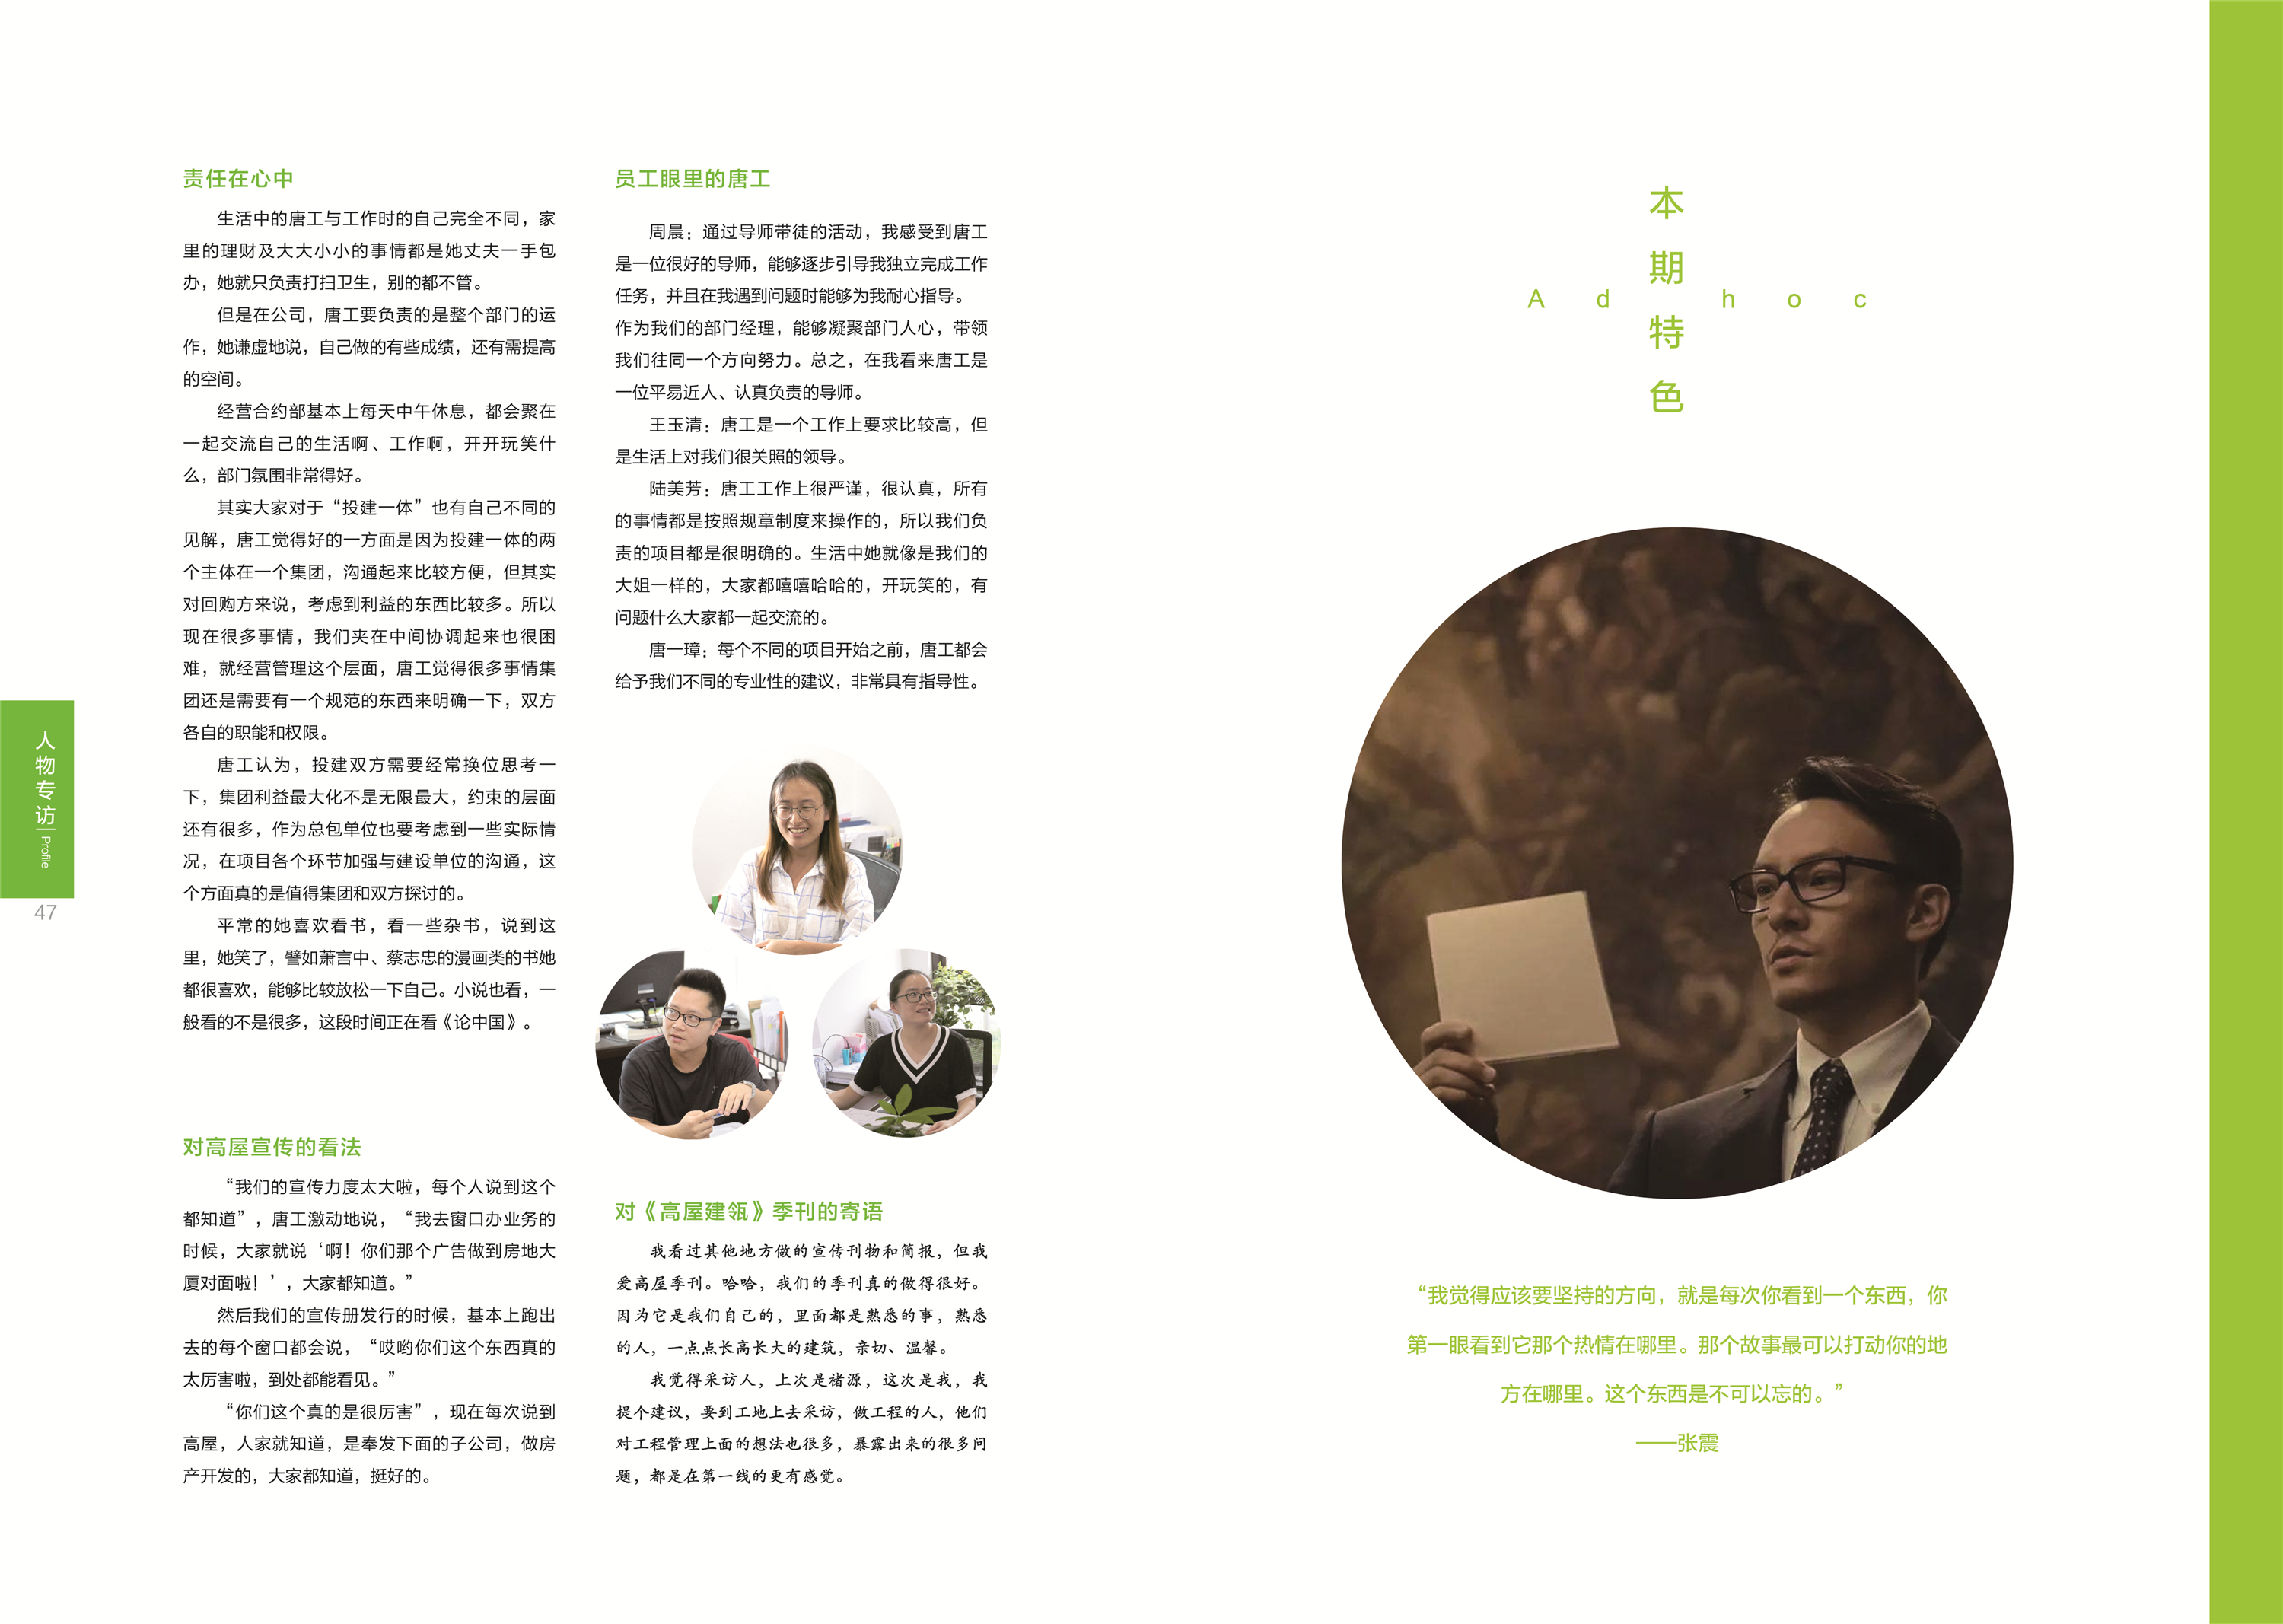 人物专访
Profile
47
责任在心中
生活中的唐工与工作时的自己完全不同，家
里的理财及大大小小的事情都是她丈夫一手包
办，她就只负责打扫卫生，别的都不管。
但是在公司，唐工要负责的是整个部门的运
作，她谦虚地说，自己做的有些成绩，还有需提高
的空间。
经营合约部基本上每天中午休息，都会聚在
一起交流自己的生活啊、工作啊，开开玩笑什
么，部门氛围非常得好。
其实大家对于“投建一体”也有自己不同的
见解，唐工觉得好的一方面是因为投建一体的两
个主体在一个集团，沟通起来比较方便，但其实
对回购方来说，考虑到利益的东西比较多。所以
现在很多事情，我们夹在中间协调起来也很困
难，就经营管理这个层面，唐工觉得很多事情集
团还是需要有一个规范的东西来明确一下，双方
各自的职能和权限。
唐工认为，投建双方需要经常换位思考一
下，集团利益最大化不是无限最大，约束的层面
还有很多，作为总包单位也要考虑到一些实际情
况，在项目各个环节加强与建设单位的沟通，这
个方面真的是值得集团和双方探讨的。
平常的她喜欢看书，看一些杂书，说到这
里，她笑了，譬如萧言中、蔡志忠的漫画类的书她
都很喜欢，能够比较放松一下自己。小说也看，一
般看的不是很多，这段时间正在看《论中国》。
对高屋宣传的看法
“我们的宣传力度太大啦，每个人说到这个
都知道”，唐工激动地说，“我去窗口办业务的
时候，大家就说‘啊！你们那个广告做到房地大
厦对面啦！’，大家都知道。”
然后我们的宣传册发行的时候，基本上跑出
去的每个窗口都会说，“哎哟你们这个东西真的
太厉害啦，到处都能看见。”
“你们这个真的是很厉害”，现在每次说到
高屋，人家就知道，是奉发下面的子公司，做房
产开发的，大家都知道，挺好的。
员工眼里的唐工
周晨：通过导师带徒的活动，我感受到唐工
是一位很好的导师，能够逐步引导我独立完成工作
任务，并且在我遇到问题时能够为我耐心指导。
作为我们的部门经理，能够凝聚部门人心，带领
我们往同一个方向努力。总之，在我看来唐工是
一位平易近人、认真负责的导师。
王玉清：唐工是一个工作上要求比较高，但
是生活上对我们很关照的领导。
陆美芳：唐工工作上很严谨，很认真，所有
的事情都是按照规章制度来操作的，所以我们负
责的项目都是很明确的。生活中她就像是我们的
大姐一样的，大家都嘻嘻哈哈的，开玩笑的，有
问题什么大家都一起交流的。
唐一璋：每个不同的项目开始之前，唐工都会
给予我们不同的专业性的建议，非常具有指导性。
对《高屋建瓴》季刊的寄语
我看过其他地方做的宣传刊物和简报，但我
爱高屋季刊。哈哈，我们的季刊真的做得很好。
因为它是我们自己的，里面都是熟悉的事，熟悉
的人，一点点长高长大的建筑，亲切、温馨。
我觉得采访人，上次是褚源，这次是我，我
提个建议，要到工地上去采访，做工程的人，他们
对工程管理上面的想法也很多，暴露出来的很多问
题，都是在第一线的更有感觉。
本期特色
Ad hoc
“我觉得应该要坚持的方向，就是每次你看到一个东西，你
第一眼看到它那个热情在哪里。那个故事最可以打动你的地
方在哪里。这个东西是不可以忘的。”
——张震